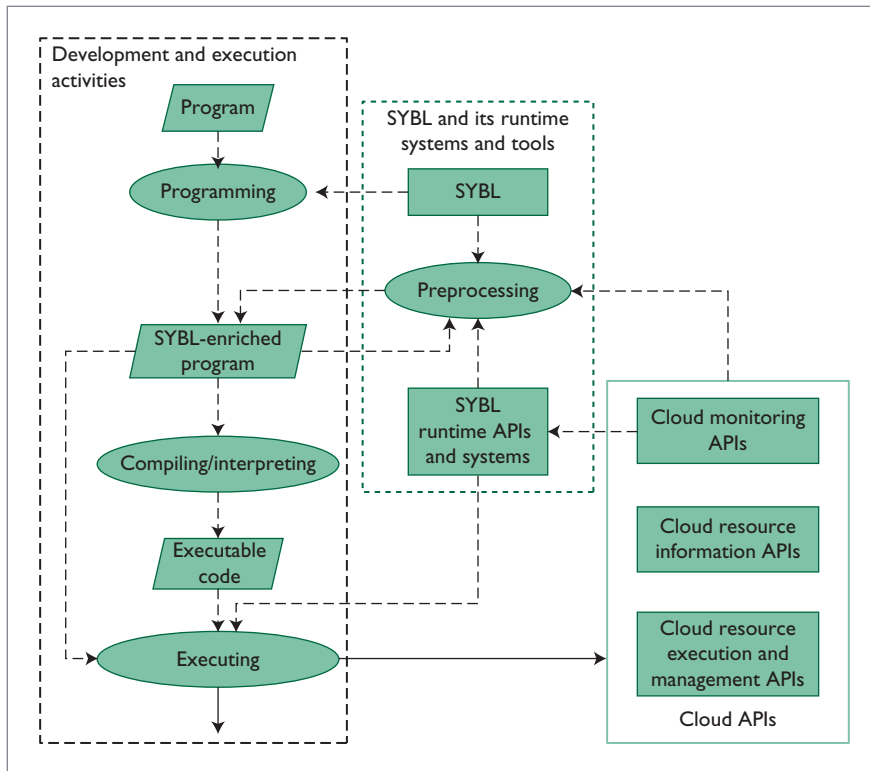 Development and execution
activities
Program
Programming
SYBL-enriched
program
Compiling/interpreting
Executable
code
Executing
SYBL and its runtime
systems and tools
SYBL
Preprocessing
SYBL
runtime APIs
and systems
Cloud monitoring
APIs
Cloud resource
information APIs
Cloud resource
execution and
management APIs
Cloud APIs